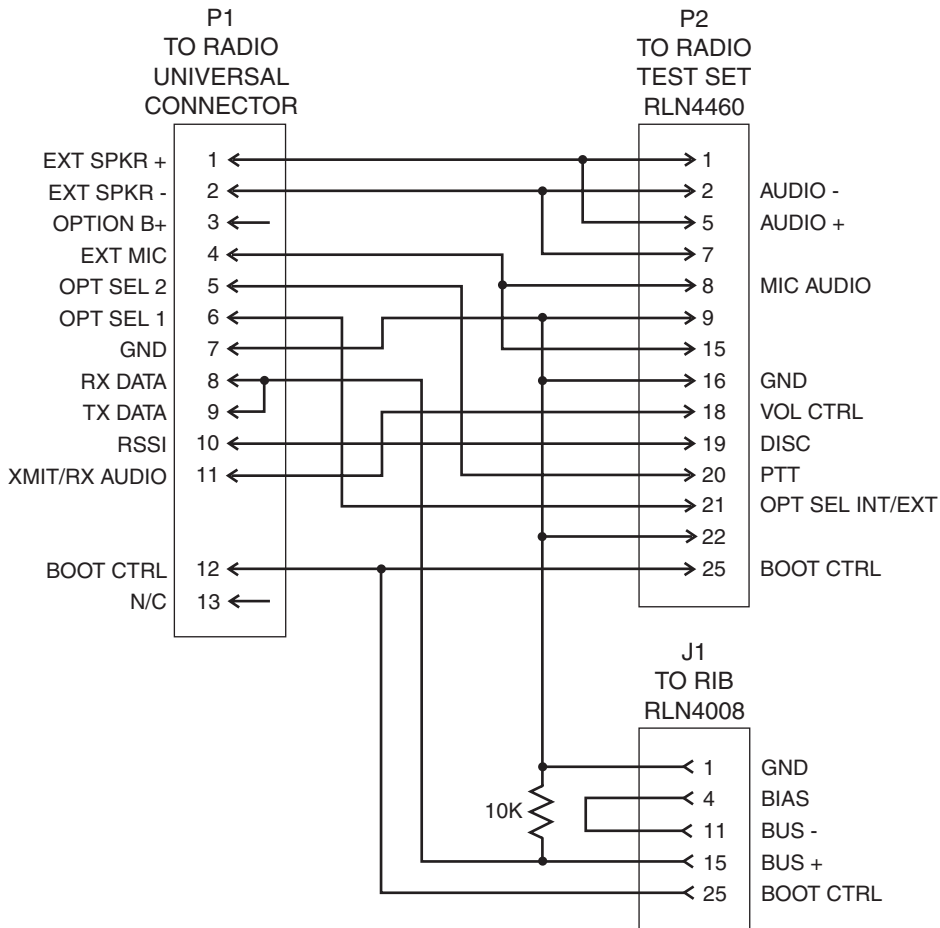 P1
TO RADIO
UNIVERSAL
CONNECTOR
EXT SPKR + 1
EXT SPKR - 2
OPTION B+ 3
EXT MIC 4
OPT SEL 2 5
OPT SEL 1 6
GND 7
RX DATA 8
TX DATA 9
RSSI 10
XMIT/RX AUDIO 11
BOOT CTRL 12
N/C 13
P2
TO RADIO
TEST SET
RLN4460
1
2 AUDIO -
5 AUDIO +
7
8 MIC AUDIO
9
15
16 GND
18 VOL CTRL
19 DISC
20 PTT
21 OPT SEL INT/EXT
22
25 BOOT CTRL
J1
TO RIB
RLN4008
1 GND
4 BIAS
11 BUS -
15 BUS +
25 BOOT CTRL
10K